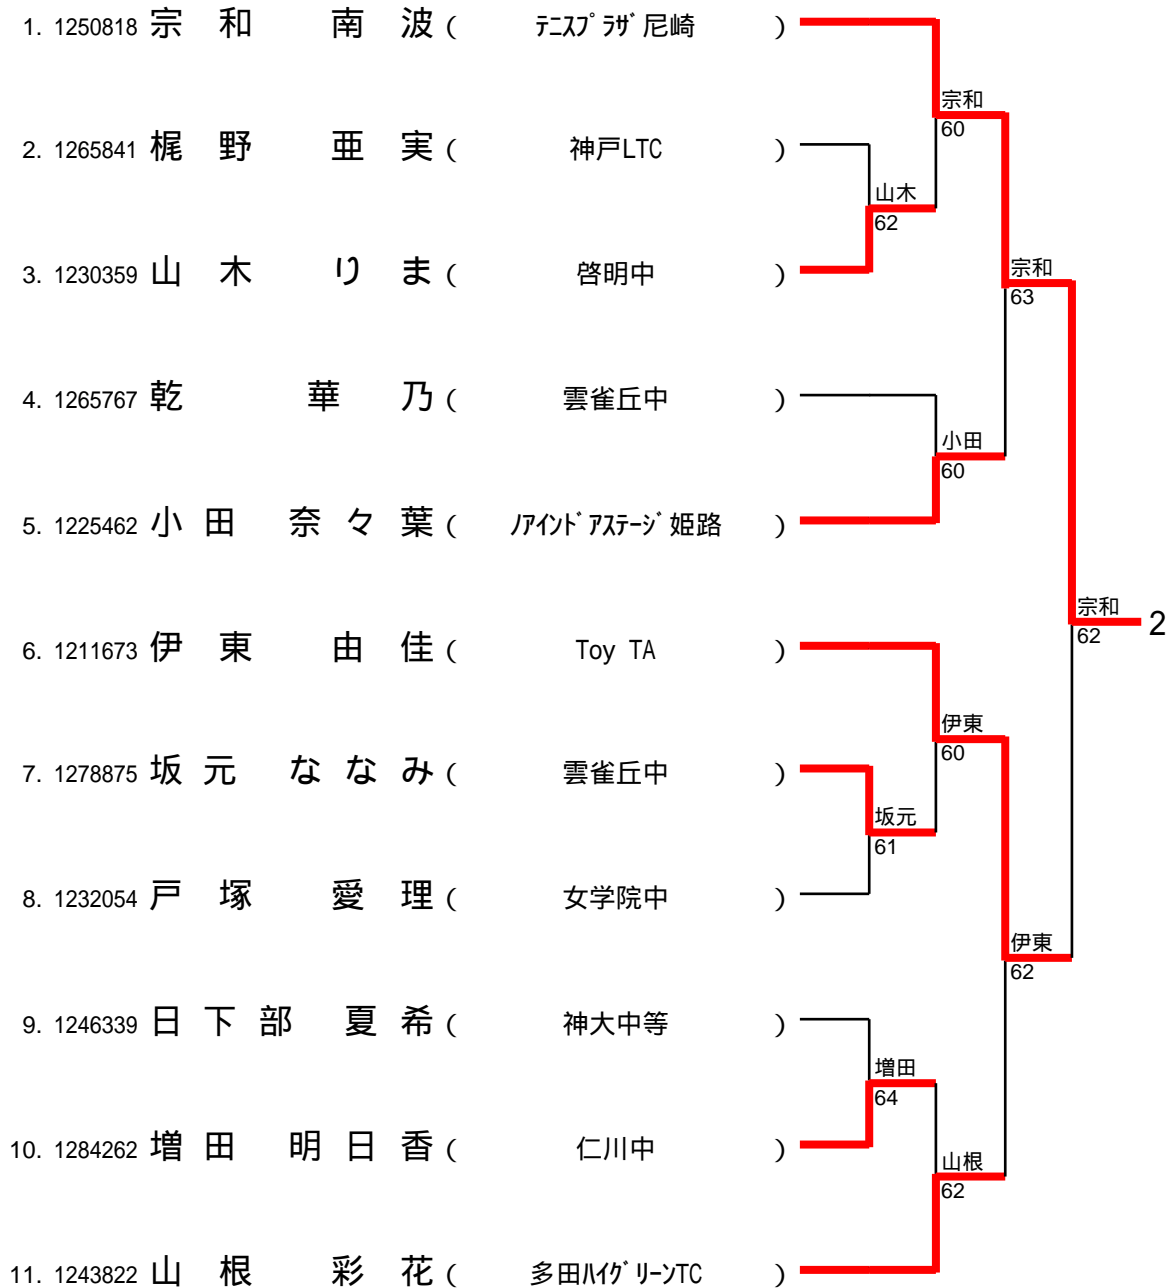 1. 1250818 宗 和 南 波 ( ﾃﾆｽﾌﾟﾗｻﾞ尼崎 )
宗和
60
2. 1265841 梶 野 亜 実 ( 神戸LTC )
山木
62
3. 1230359 山 木 り ま ( 啓明中 )
宗和
63
4. 1265767 乾 華 乃 ( 雲雀丘中 )
小田
60
5. 1225462 小 田 奈 々 葉 ( ﾉｱｲﾝﾄﾞｱｽﾃｰｼﾞ姫路 )
宗和 2
62
6. 1211673 伊 東 由 佳 ( Toy TA )
伊東
60
7. 1278875 坂 元 な な み ( 雲雀丘中 )
坂元
61
8. 1232054 戸 塚 愛 理 ( 女学院中 )
伊東
62
9. 1246339 日 下 部 夏 希 ( 神大中等 )
増田
64
10. 1284262 増 田 明 日 香 ( 仁川中 )
山根
62
11. 1243822 山 根 彩 花 ( 多田ﾊｲｸﾞﾘｰﾝTC )